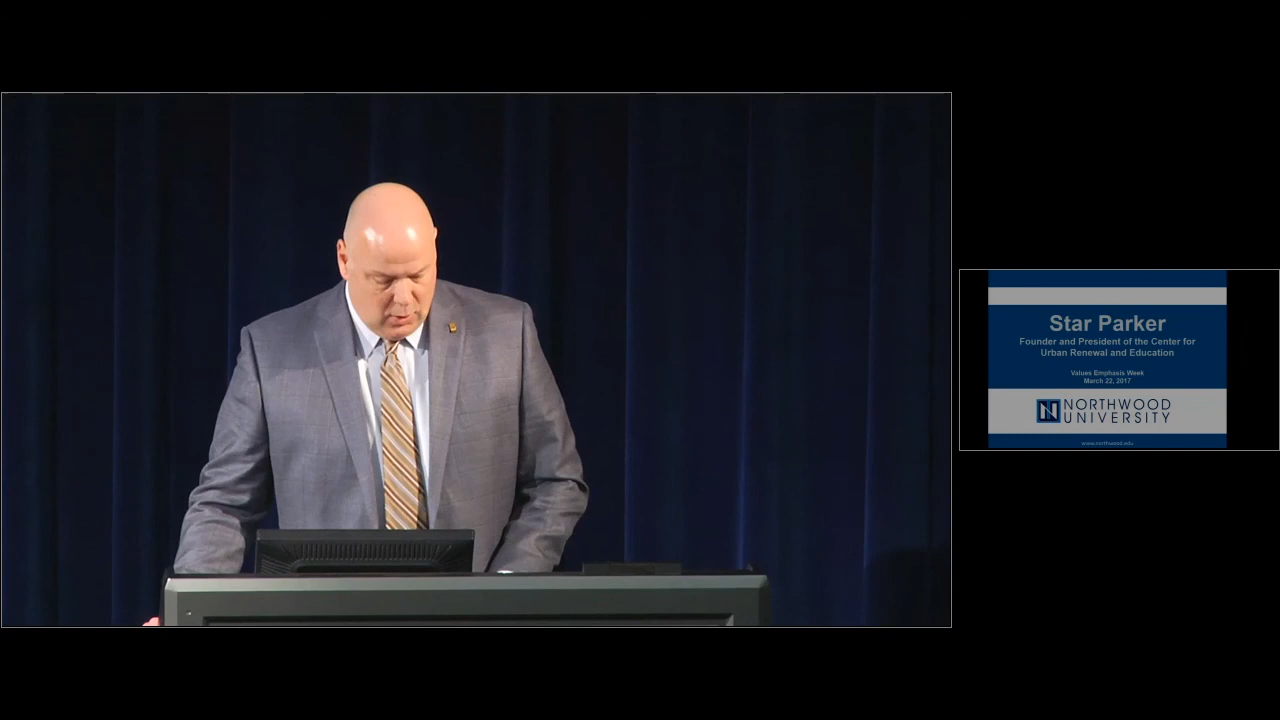 Star Parker
Founder and President of the Center for
Urban Renewal and Education
Values Emphasis Week
March 22, 2017
NORTHWOOD
UNIVERSITY
www.northwood.edu